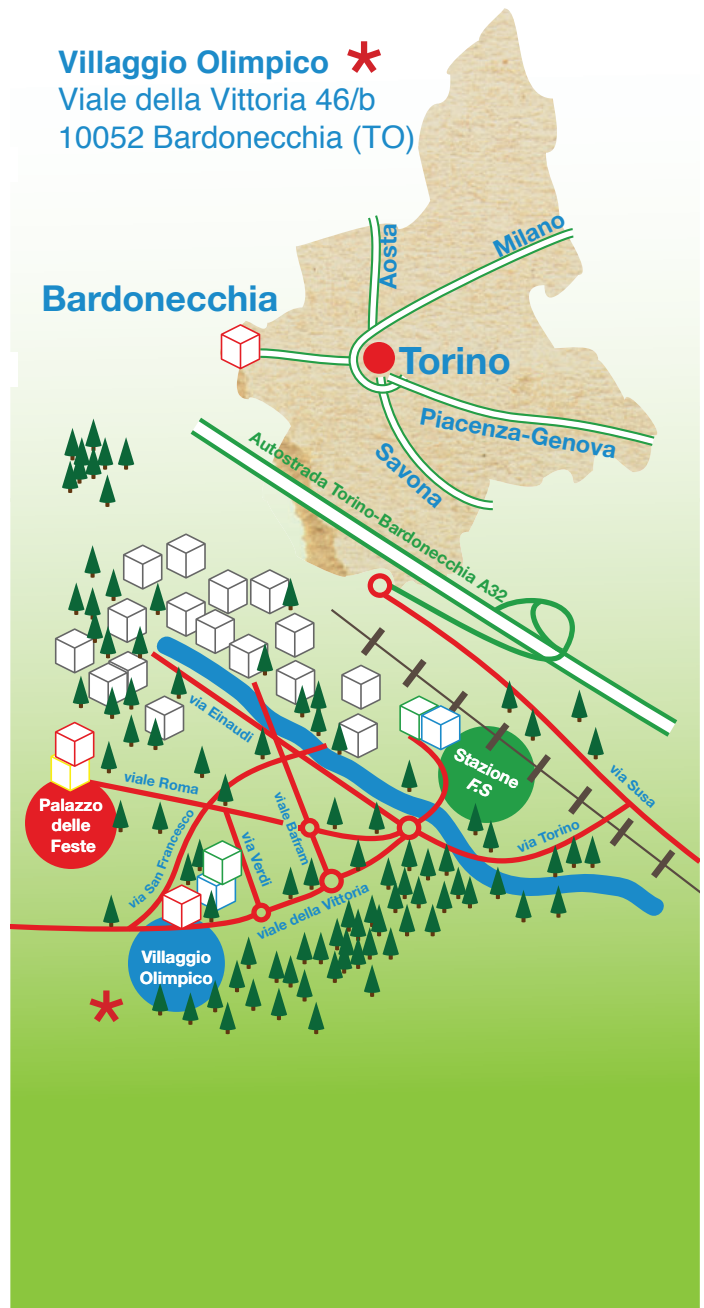 Villaggio Olimpico *
Viale della Vittoria 46/b
10052 Bardonecchia (TO)
Aosta
Milano
Bardonecchia
Torino
Piacenza-Genova
Savona
Autostrada Torino-Bardonecchia A32
via Einaudi
Stazione
F.S
via Susa
viale Roma
Palazzo
delle
Feste
via San Francesco
via Verdi
viale Bafram
via Torino
viale della Vittoria
Villaggio
Olimpico
*